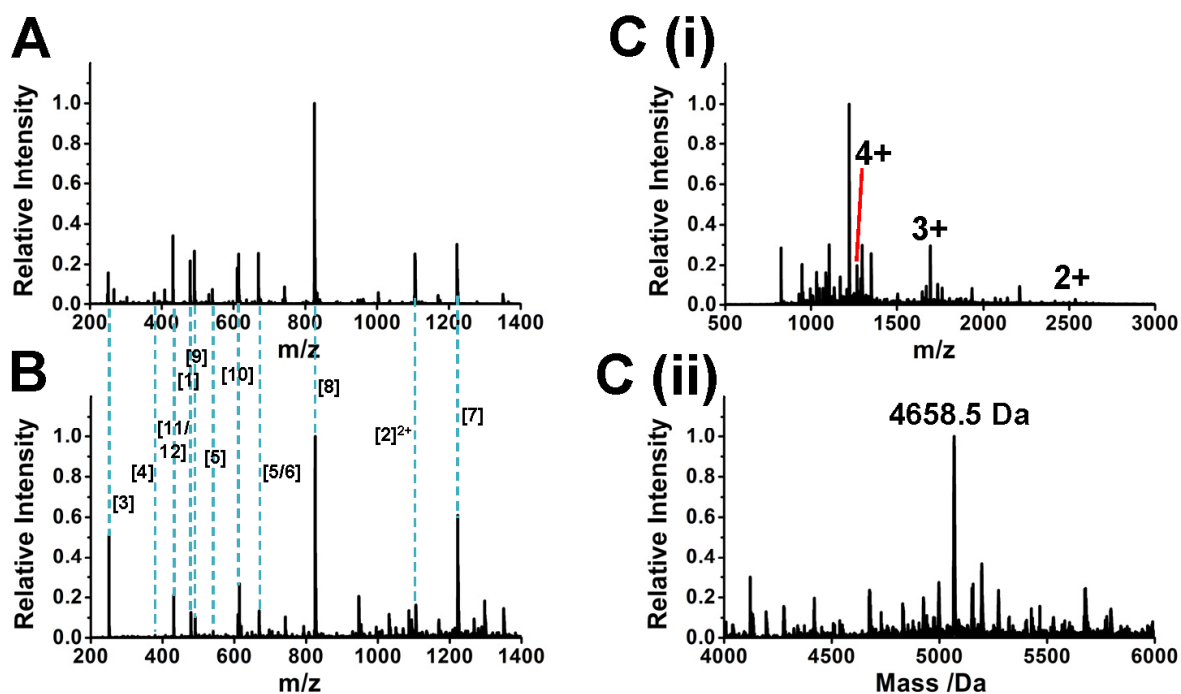 A
Relative Intensity
1.0
0.8
0.6
0.4
0.2
0.0
200 400 600 800 1000 1200 1400
m/z
C (i)
Relative Intensity
1.0
0.8
0.6
0.4
0.2
0.0
4+
3+
2+
500 1000 1500 2000 2500 3000
m/z
B
Relative Intensity
1.0
0.8
0.6
0.4
0.2
0.0
[3]
[4]
[11/
12]
[1]
[9]
[5]
[10]
[5/6]
[8]
[2]2+
[7]
200 400 600 800 1000 1200 1400
m/z
C (ii)
4658.5 Da
Relative Intensity
1.0
0.8
0.6
0.4
0.2
0.0
4000 4500 5000 5500 6000
Mass /Da